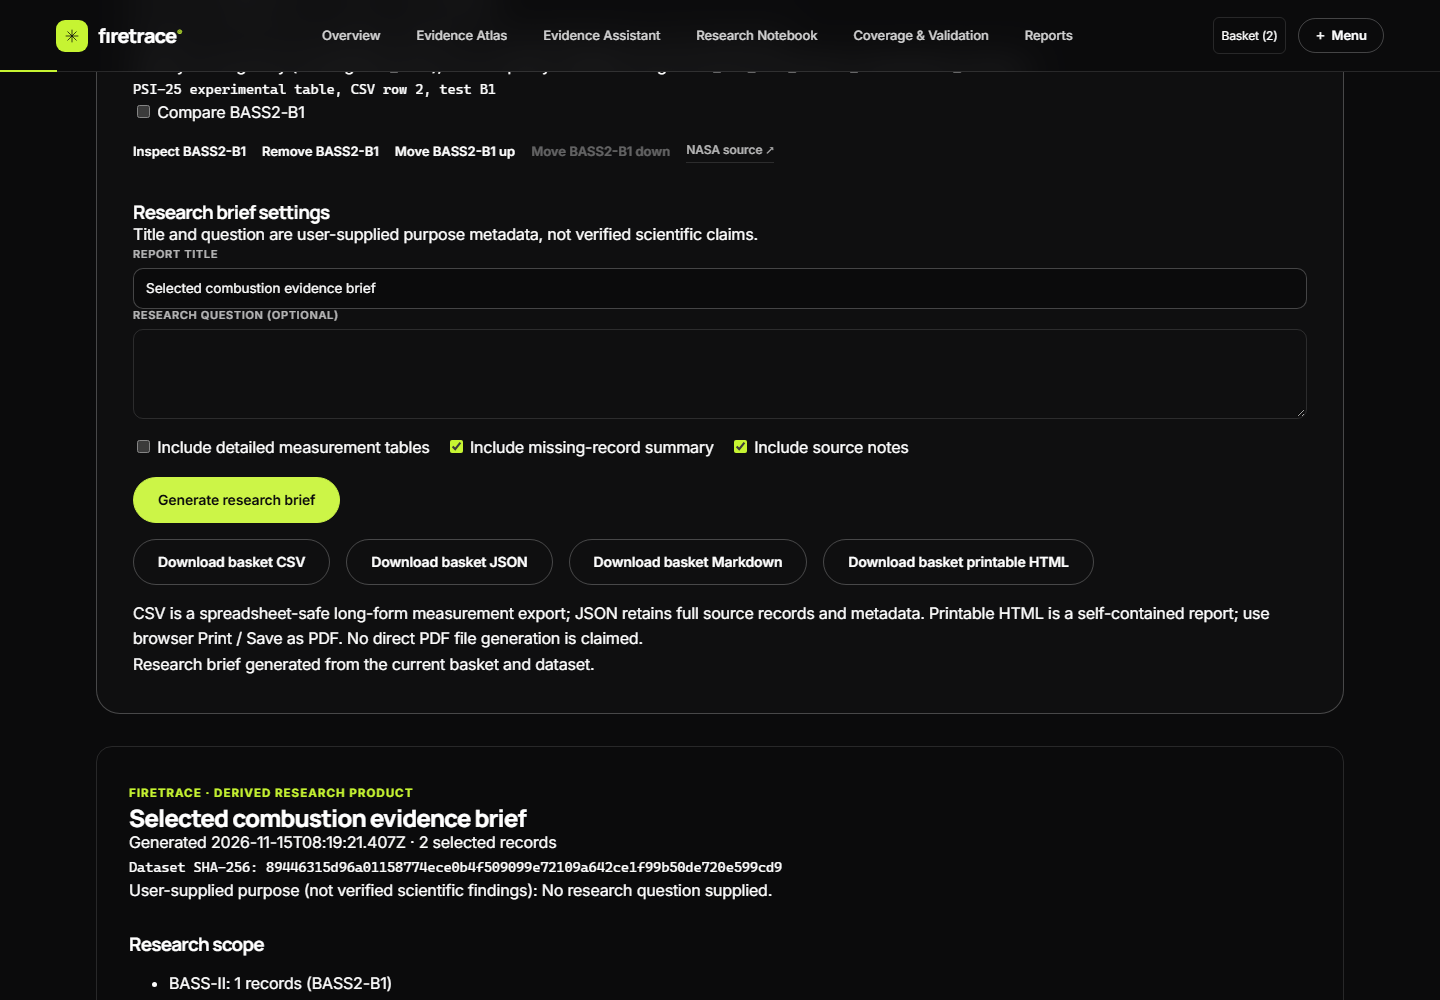 firetrace
Overview
Evidence Atlas
Evidence Assistant
Research Notebook
Coverage & Validation
Reports
Basket (2)
+ Menu
PSI-25 experimental table, CSV row 2, test B1
Compare BASS2-B1
Inspect BASS2-B1
Remove BASS2-B1
Move BASS2-B1 up
Move BASS2-B1 down
NASA source ↗
Research brief settings
Title and question are user-supplied purpose metadata, not verified scientific claims.
REPORT TITLE
Selected combustion evidence brief
RESEARCH QUESTION (OPTIONAL)
Include detailed measurement tables
Include missing-record summary
Include source notes
Generate research brief
Download basket CSV
Download basket JSON
Download basket Markdown
Download basket printable HTML
CSV is a spreadsheet-safe long-form measurement export; JSON retains full source records and metadata. Printable HTML is a self-contained report; use
browser Print / Save as PDF. No direct PDF file generation is claimed.
Research brief generated from the current basket and dataset.
FIRETRACE · DERIVED RESEARCH PRODUCT
Selected combustion evidence brief
Generated 2026-11-15T08:19:21.407Z · 2 selected records
Dataset SHA-256: 89446315d96a01158774ece0b4f509099e72109a642ce1f99b50de720e599cd9
User-supplied purpose (not verified scientific findings): No research question supplied.
Research scope
• BASS-II: 1 records (BASS2-B1)